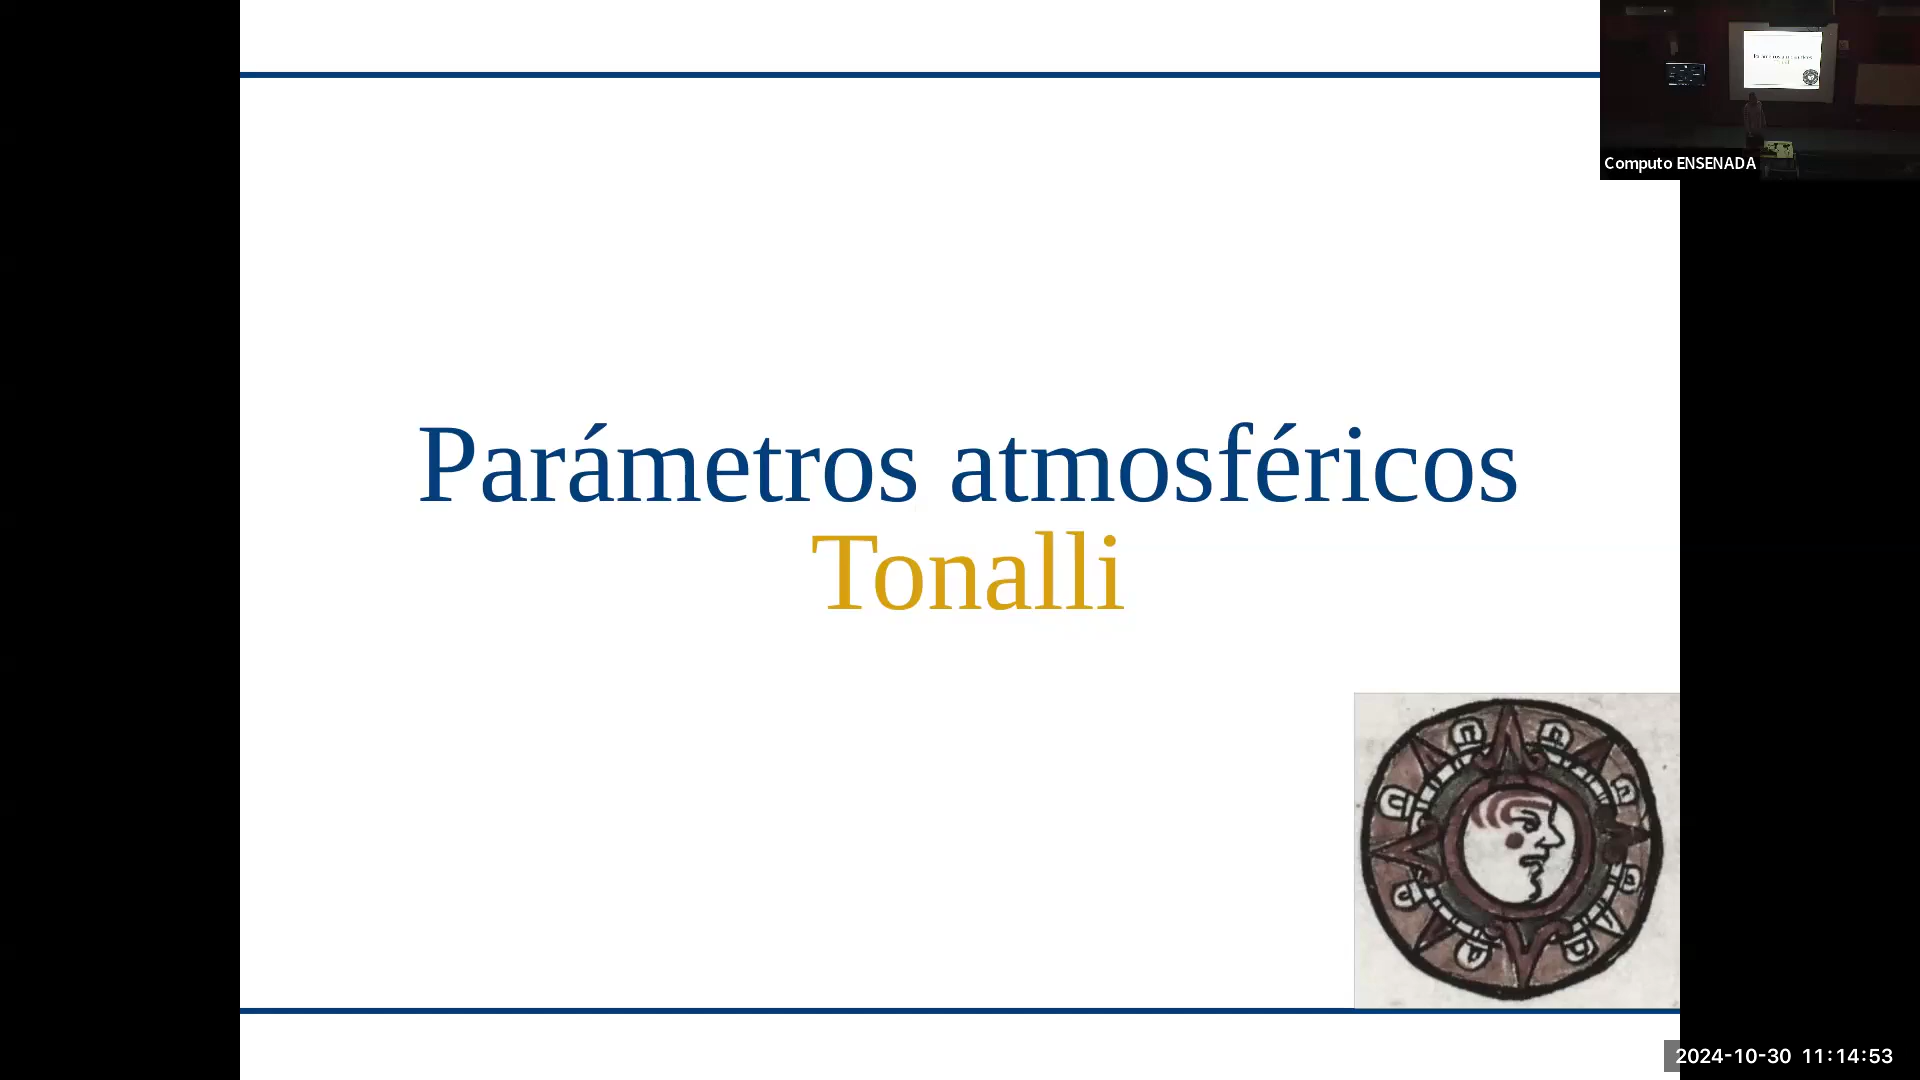 Parámetros atmosféricos
Tonalli
Computo ENSENADA
2024-10-30 11:14:53